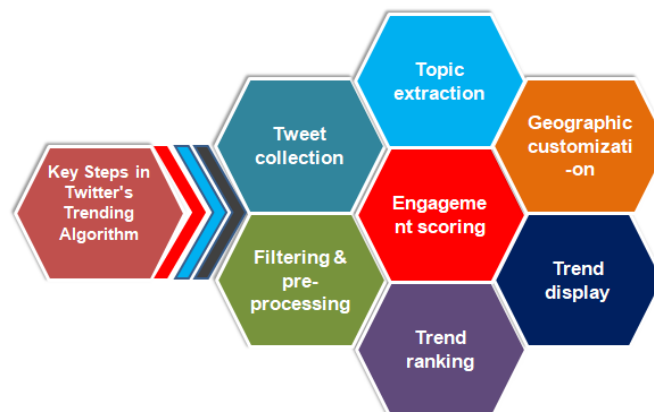 Key Steps in
Twitter's
Trending
Algorithm
Tweet
collection
Filtering &
pre-
processing
Topic
extraction
Engageme
nt scoring
Trend
ranking
Geographic
customizati
-on
Trend
display